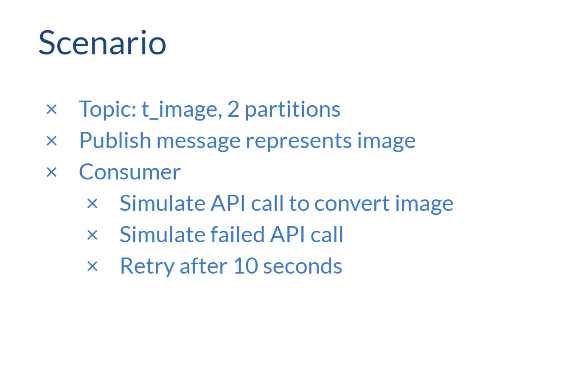 Scenario
× Topic: t_image, 2 partitions
× Publish message represents image
× Consumer
× Simulate API call to convert image
× Simulate failed API call
× Retry after 10 seconds